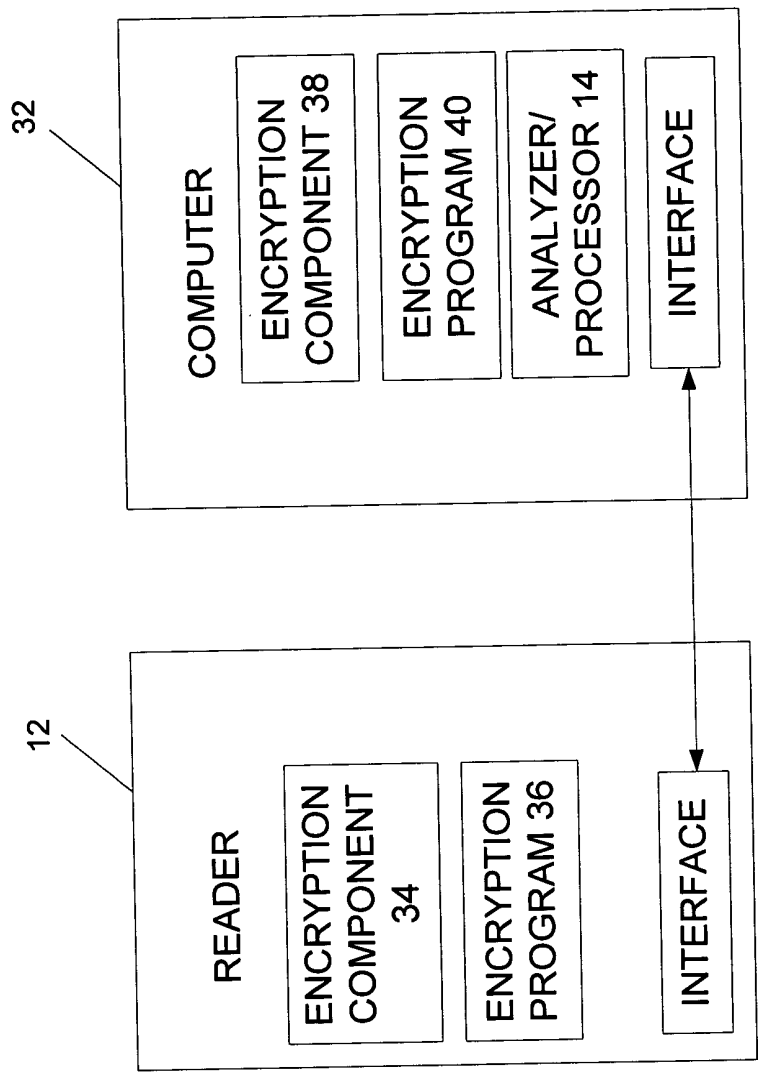 12
READER
ENCRYPTION
COMPONENT
34
ENCRYPTION
PROGRAM 36
INTERFACE
32
COMPUTER
ENCRYPTION
COMPONENT 38
ENCRYPTION
PROGRAM 40
ANALYZER/
PROCESSOR 14
INTERFACE